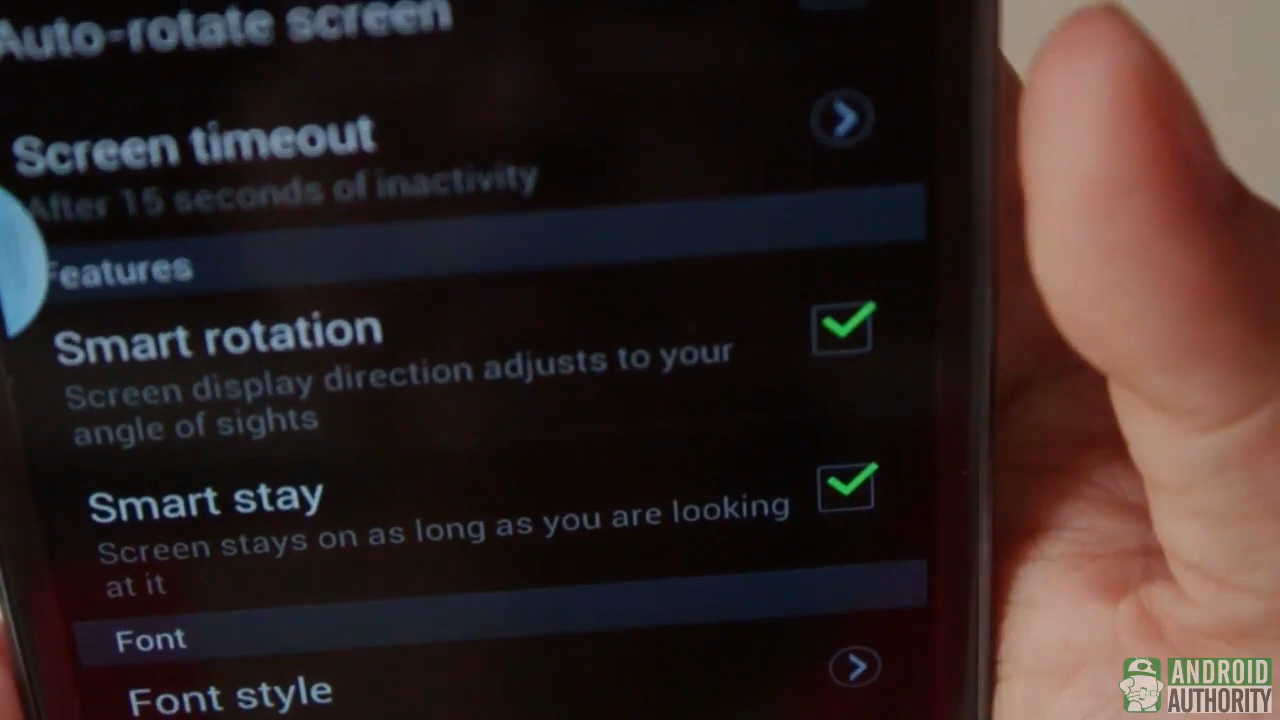 Auto-rotate screen
Screen timeout
After 15 seconds of inactivity
Features
Smart rotation
Screen display direction adjusts to your
angle of sights
Smart stay
Screen stays on as long as you are looking
at it
Font
Font style
ANDROID
AUTHORITY